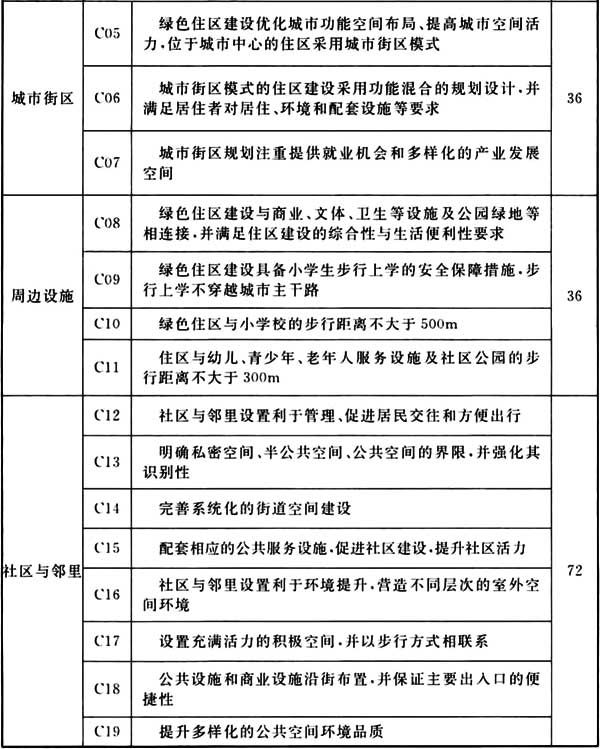 城市街区
C05
绿色住区建设优化城市功能空间布局、提高城市空间活
力,位于城市中心的住区采用城市街区模式
C06
城市街区模式的住区建设采用功能混合的规划设计,并
满足居住者对居住、环境和配套设施等要求
C07
城市街区规划注重提供就业机会和多样化的产业发展
空间
36
周边设施
C08
绿色住区建设与商业、文体、卫生等设施及公园绿地等
相连接,并满足住区建设的综合性与生活便利性要求
C09
绿色住区建设具备小学生步行上学的安全保障措施,步
行上学不穿越城市主干路
C10
绿色住区与小学校的步行距离不大于500m
C11
住区与幼儿、青少年、老年人服务设施及社区公园的步
行距离不大于300m
36
社区与邻里
C12
社区与邻里设置利于管理、促进居民交往和方便出行
C13
明确私密空间、半公共空间、公共空间的界限,并强化其
识别性
C14
完善系统化的街道空间建设
C15
配套相应的公共服务设施,促进社区建设,提升社区活力
C16
社区与邻里设置利于环境提升,营造不同层次的室外空
间环境
C17
设置充满活力的积极空间,并以步行方式相联系
C18
公共设施和商业设施沿街布置,并保证主要出入口的便
捷性
C19
提升多样化的公共空间环境品质
72